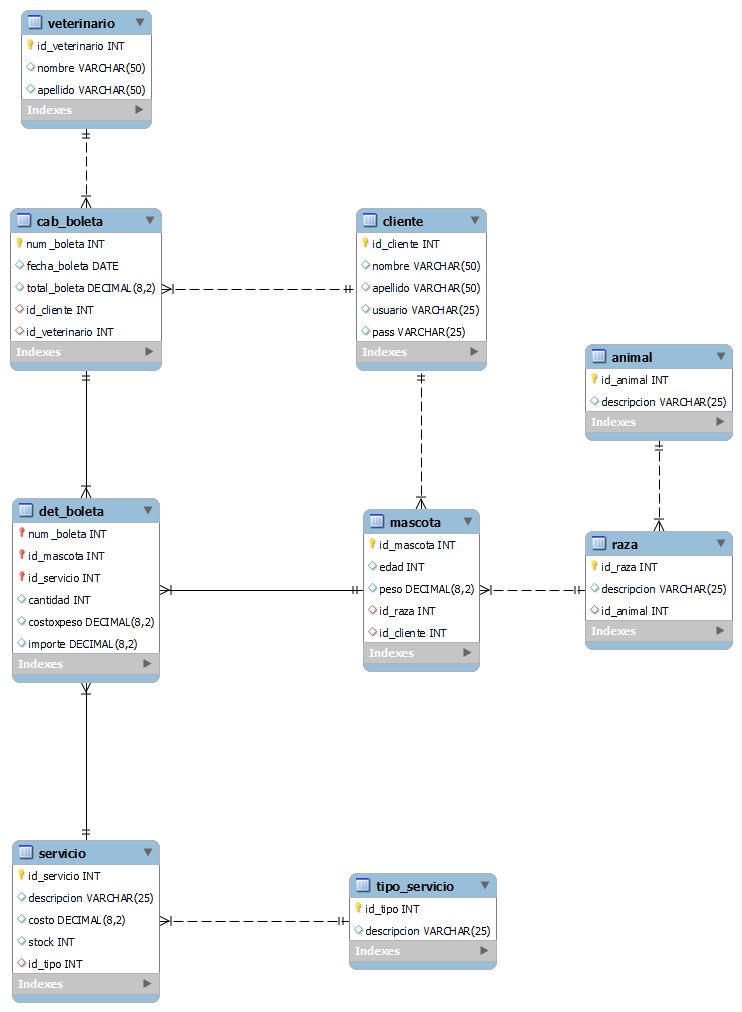 veterinario
id_veterinario INT
nombre VARCHAR(50)
apellido VARCHAR(50)
Indexes
cab_boleta
num_boleta INT
fecha_boleta DATE
total_boleta DECIMAL(8,2)
id_cliente INT
id_veterinario INT
Indexes
cliente
id_cliente INT
nombre VARCHAR(50)
apellido VARCHAR(50)
usuario VARCHAR(25)
pass VARCHAR(25)
Indexes
animal
id_animal INT
descripcion VARCHAR(25)
Indexes
det_boleta
num_boleta INT
id_mascota INT
id_servicio INT
cantidad INT
costoxpeso DECIMAL(8,2)
importe DECIMAL(8,2)
Indexes
mascota
id_mascota INT
edad INT
peso DECIMAL(8,2)
id_raza INT
id_cliente INT
Indexes
raza
id_raza INT
descripcion VARCHAR(25)
id_animal INT
Indexes
servicio
id_servicio INT
descripcion VARCHAR(25)
costo DECIMAL(8,2)
stock INT
id_tipo INT
Indexes
tipo_servicio
id_tipo INT
descripcion VARCHAR(25)
Indexes